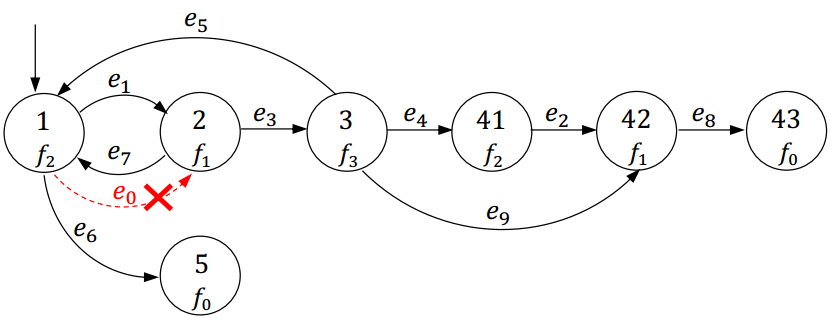 e₅
e₁
e₃
e₄
e₂
e₈
1
f₂
2
f₁
3
f₃
41
f₂
42
f₁
43
f₀
e₇
e₀
e₉
e₆
5
f₀